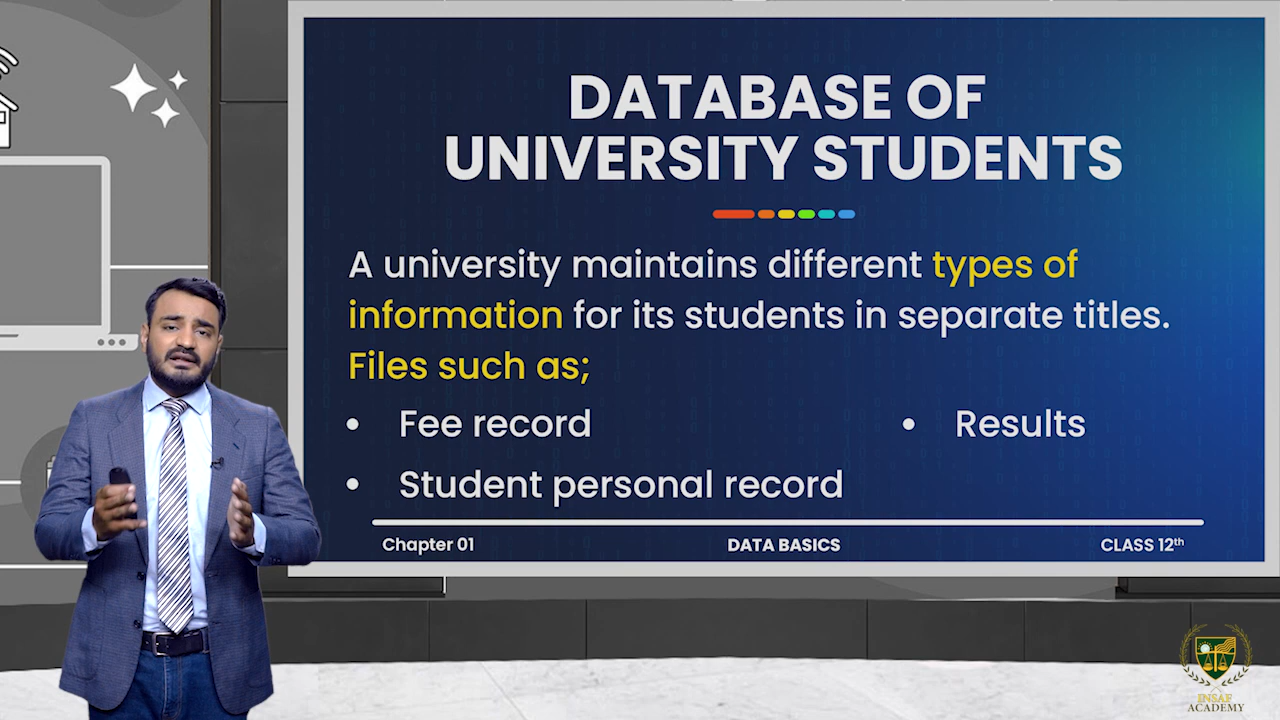 DATABASE OF
UNIVERSITY STUDENTS
A university maintains different types of
information for its students in separate titles.
Files such as;
• Fee record
• Results
• Student personal record
Chapter 01
DATA BASICS
CLASS 12th
INSAF
ACADEMY